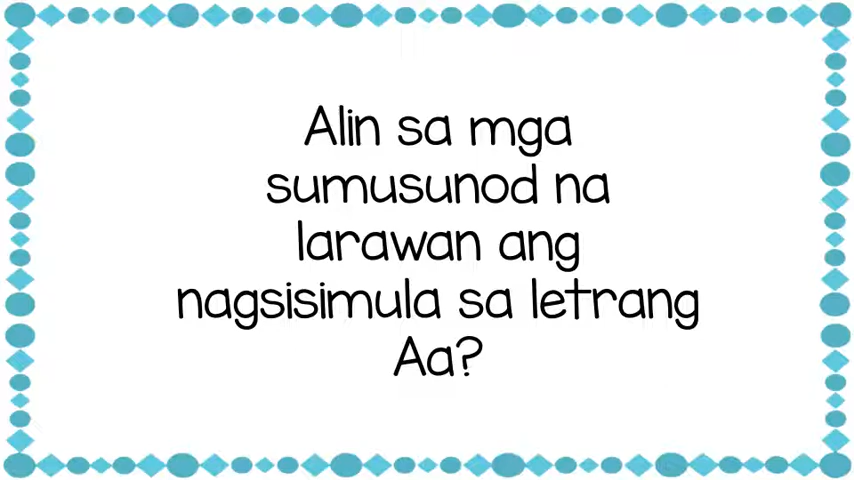 Alin sa mga
sumusunod na
larawan ang
nagsisimula sa letrang
Aa?